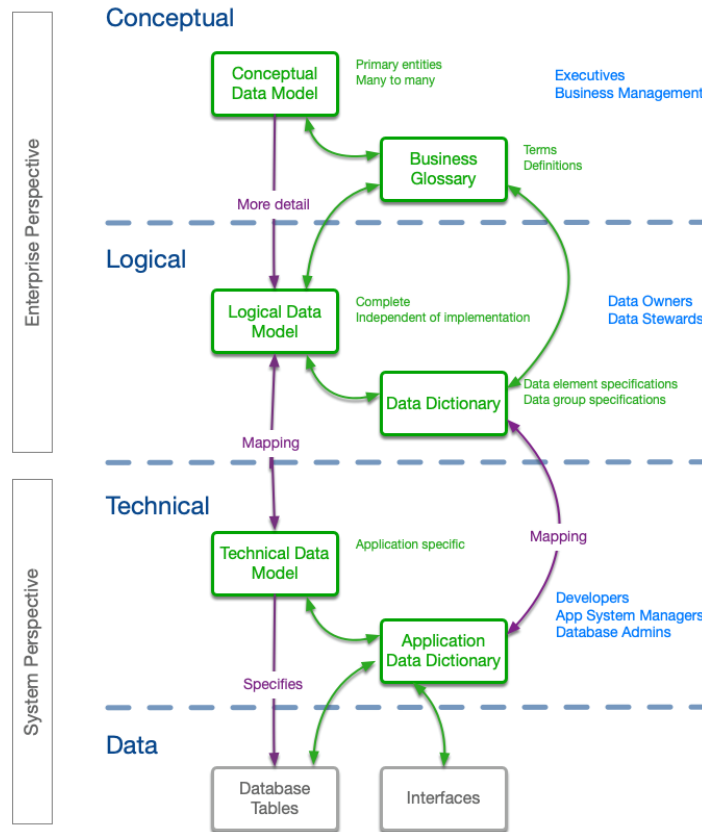 Conceptual
Conceptual
Data Model
Primary entities
Many to many
Executives
Business Management
Business
Glossary
Terms
Definitions
More detail
Enterprise Perspective
Logical
Logical Data
Model
Complete
Independent of implementation
Data Owners
Data Stewards
Data Dictionary
Data element specifications
Data group specifications
Mapping
System Perspective
Technical
Technical Data
Model
Application specific
Mapping
Developers
App System Managers
Database Admins
Application
Data Dictionary
Specifies
Data
Database
Tables
Interfaces